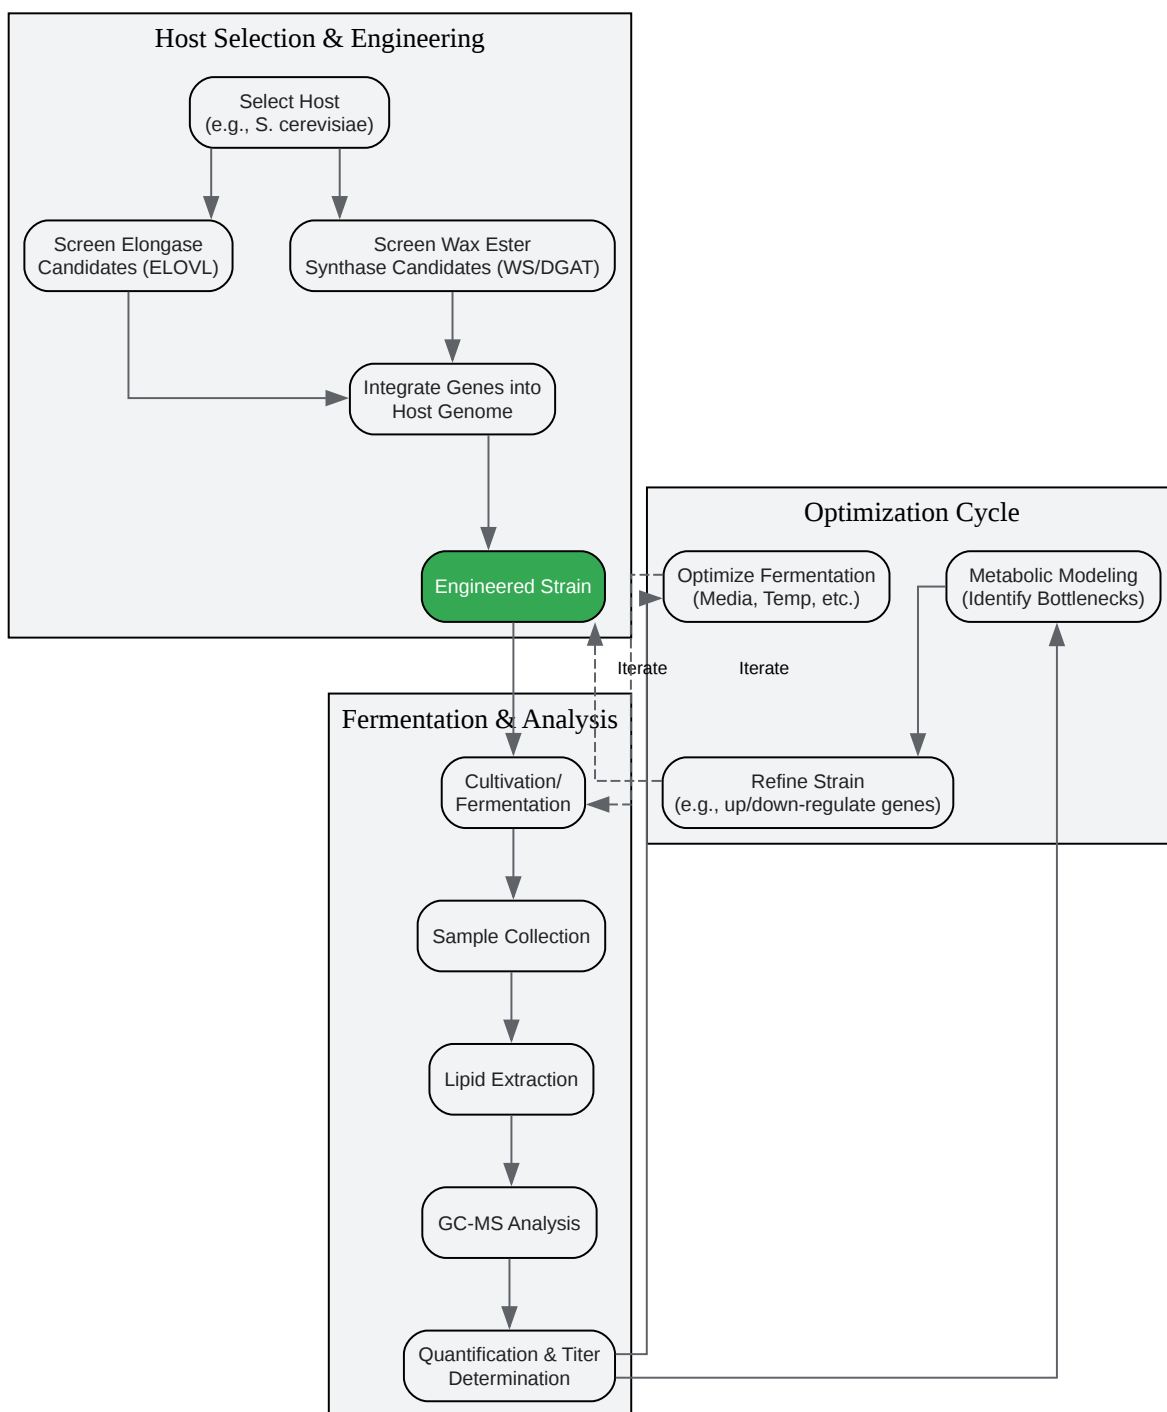 Host Selection & Engineering
Select Host
(e.g., S. cerevisiae)
Screen Elongase
Candidates (ELOVL)
Screen Wax Ester
Synthase Candidates (WS/DGAT)
Integrate Genes into
Host Genome
Engineered Strain
Optimization Cycle
Optimize Fermentation
(Media, Temp, etc.)
Metabolic Modeling
(Identify Bottlenecks)
Iterate
Iterate
Refine Strain
(e.g., up/down-regulate genes)
Fermentation & Analysis
Cultivation/
Fermentation
Sample Collection
Lipid Extraction
GC-MS Analysis
Quantification & Titer
Determination